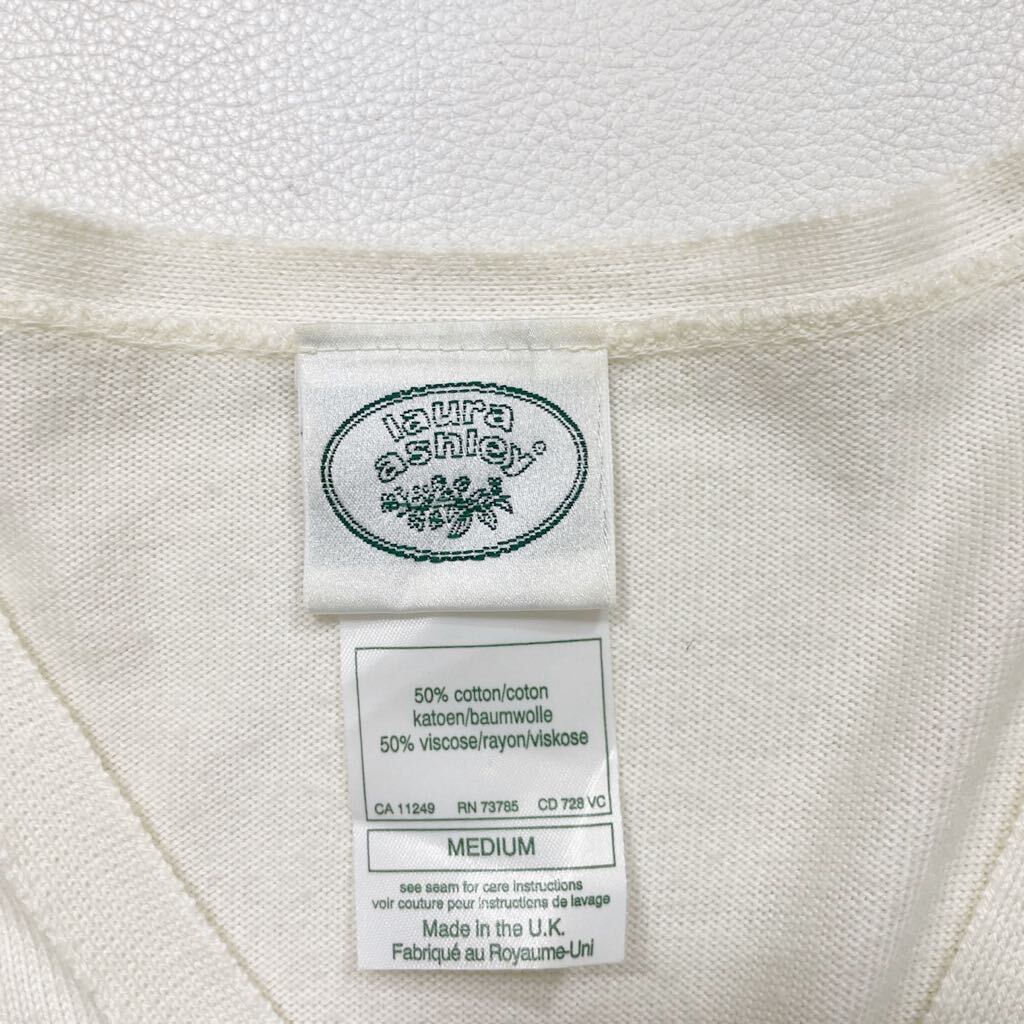 laura
ashley®
50% cotton/coton
katoen/baumwolle
50% viscose/rayon/viskose
CA 11249 RN 73785 CD 728 VC
MEDIUM
see seam for care instructions
voir couture pour instructions de lavage
Made in the U.K.
Fabriqué au Royaume-Uni